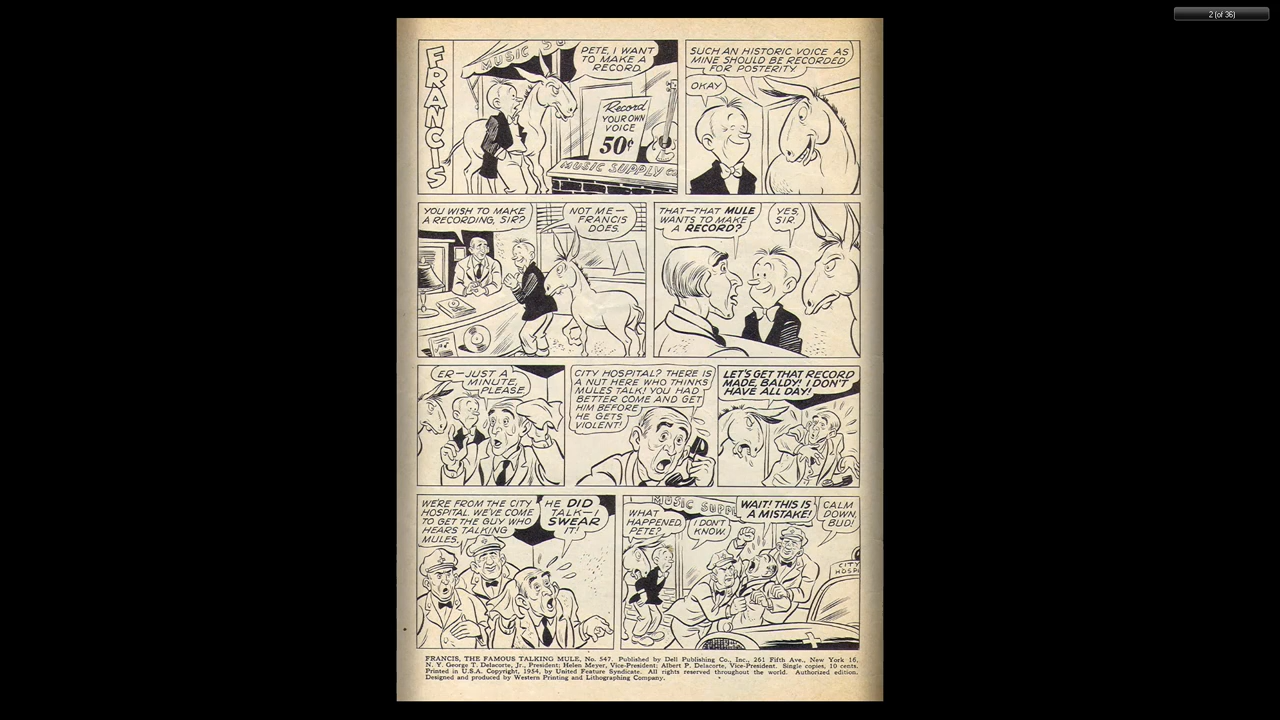 2 (of 36)
FRANCIS
MUSIC SU
PETE, I WANT
TO MAKE A
RECORD.
Record
YOUR OWN
VOICE
50¢
MUSIC SUPPLY Co.
SUCH AN HISTORIC VOICE AS
MINE SHOULD BE RECORDED
FOR POSTERITY.
OKAY
YOU WISH TO MAKE
A RECORDING, SIR?
NOT ME—
FRANCIS
DOES.
THAT—THAT MULE
WANTS TO MAKE
A RECORD?
YES,
SIR.
ER—JUST A
MINUTE,
PLEASE
CITY HOSPITAL? THERE IS
A NUT HERE WHO THINKS
MULES TALK! YOU HAD
BETTER COME AND GET
HIM BEFORE
HE GETS
VIOLENT!
LET'S GET THAT RECORD
MADE, BALDY! I DON'T
HAVE ALL DAY!
WE'RE FROM THE CITY
HOSPITAL. WE'VE COME
TO GET THE GUY WHO
HEARS TALKING
MULES.
HE DID
TALK—I
SWEAR
IT!
MUSIC SUPP
WHAT
HAPPENED,
PETE?
I DON'T
KNOW.
WAIT! THIS IS
A MISTAKE!
CALM
DOWN,
BUD!
CITY
HOSP
FRANCIS, THE FAMOUS TALKING MULE, No. 547. Published by Dell Publishing Co., Inc., 261 Fifth Ave., New York 16,
N. Y. George T. Delacorte, Jr., President; Helen Meyer, Vice-President; Albert P. Delacorte, Vice-President. Single copies, 10 cents.
Printed in U.S.A. Copyright, 1954, by United Feature Syndicate. All rights reserved throughout the world. Authorized edition.
Designed and produced by Western Printing and Lithographing Company.